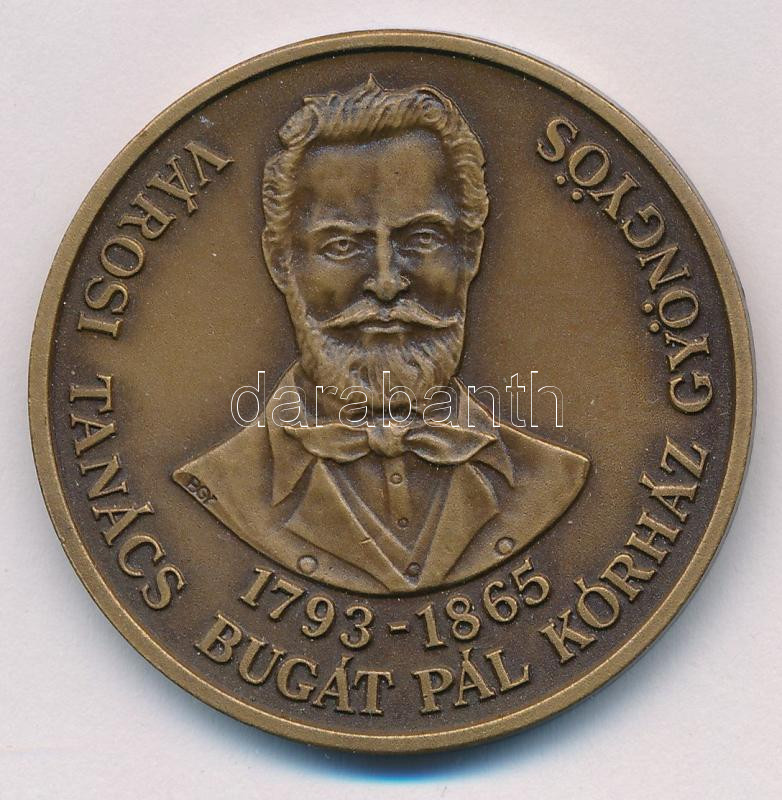 VÁROSI TANÁCS BUGÁT PÁL KÓRHÁZ GYÖNGYÖS
1793-1865
darabanth